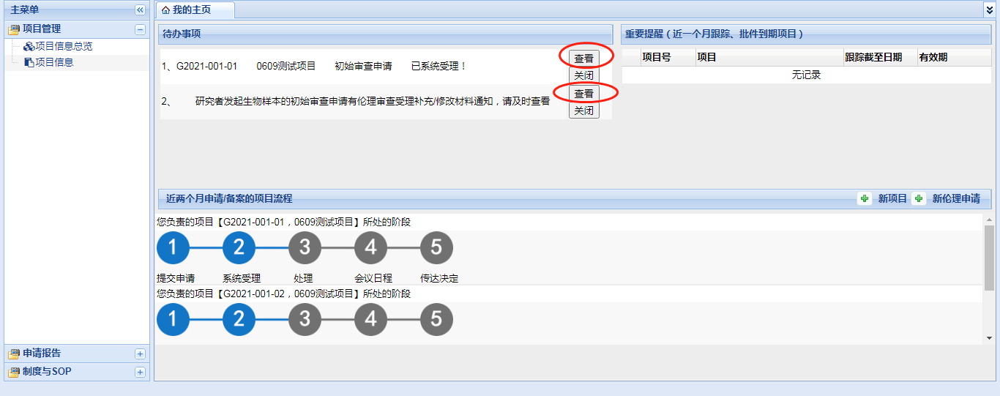 主菜单
项目管理
项目信息总览
项目信息
申请报告
制度与SOP
我的主页
待办事项
1、G2021-001-01 0609测试项目 初始审查申请 已系统受理！
查看
关闭
2、 研究者发起生物样本的初始审查申请有伦理审查受理补充/修改材料通知，请及时查看
查看
关闭
重要提醒（近一个月跟踪、批件到期项目）
项目号 项目 跟踪截至日期 有效期
无记录
近两个月申请/备案的项目流程 新项目 新伦理申请
您负责的项目【G2021-001-01，0609测试项目】所处的阶段
1 2 3 4 5
提交申请 系统受理 处理 会议日程 传达决定
您负责的项目【G2021-001-02，0609测试项目】所处的阶段
1 2 3 4 5